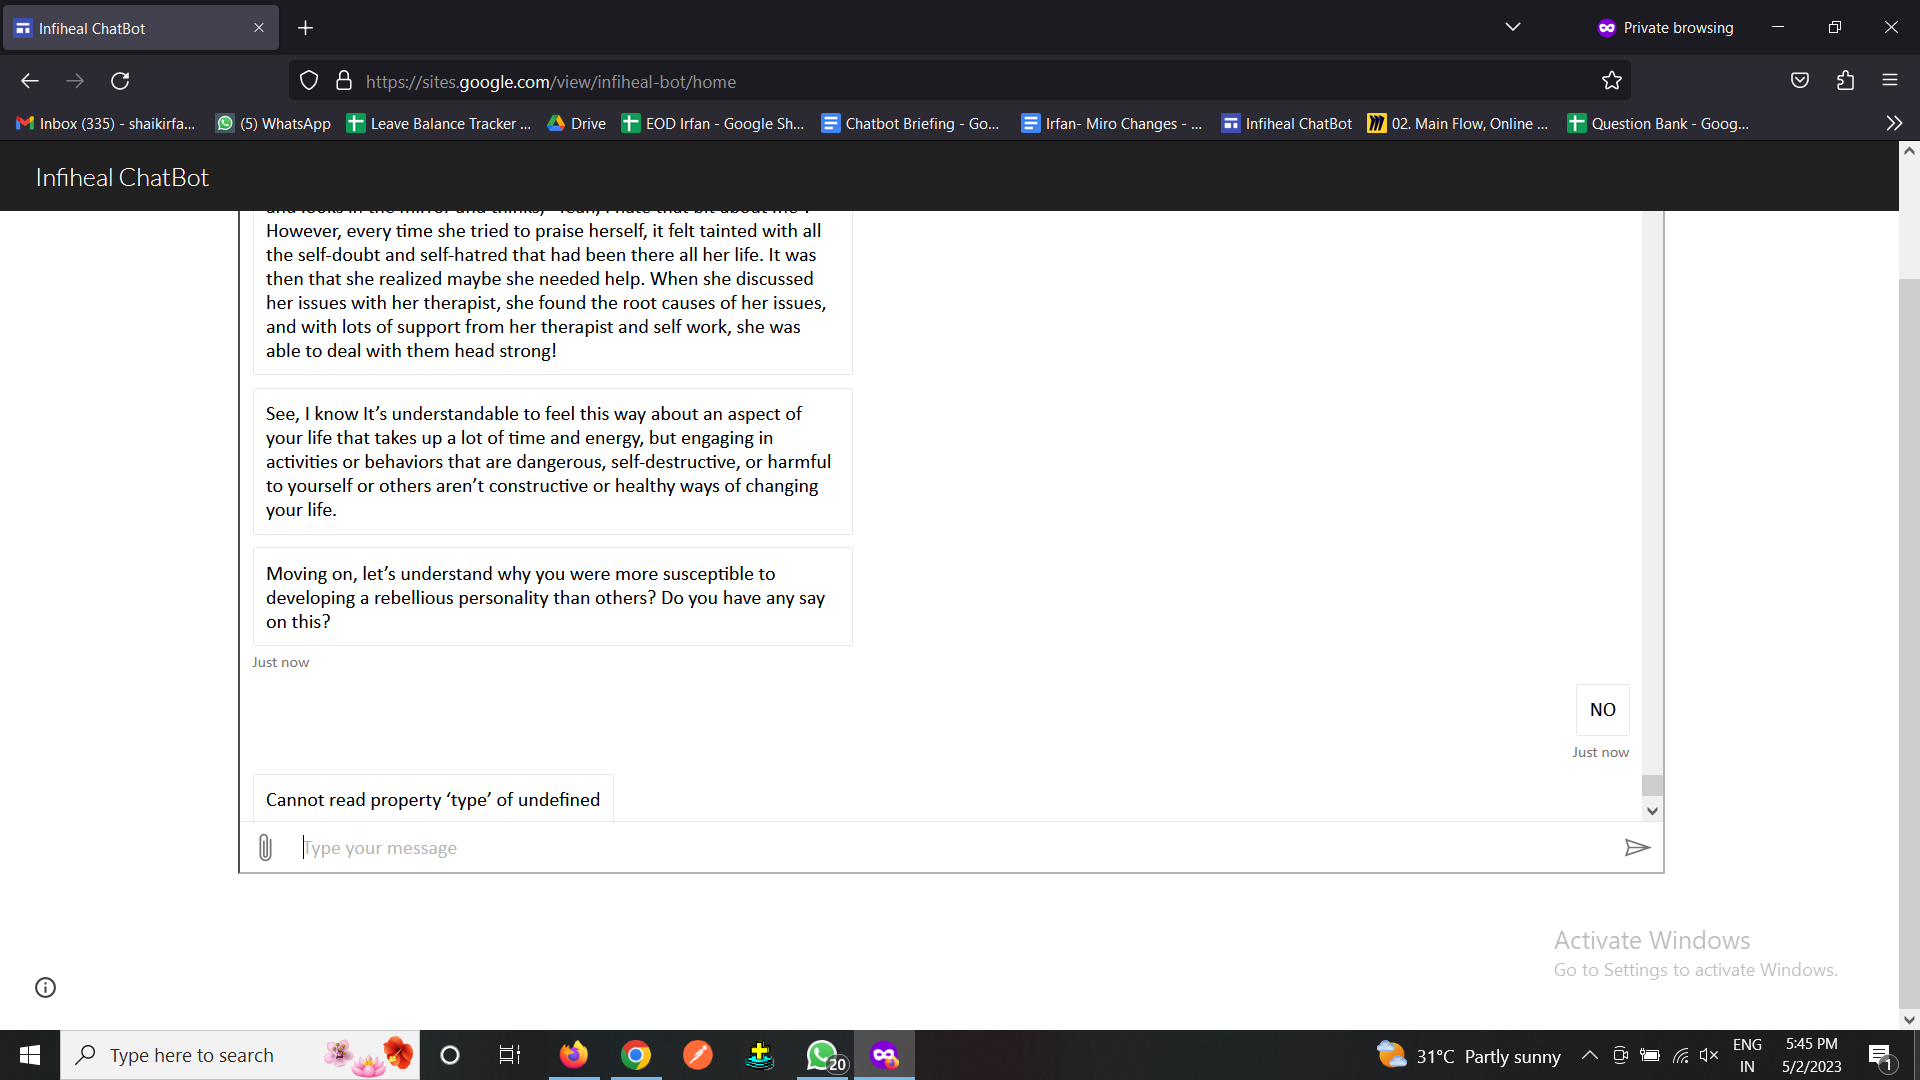 Infiheal ChatBot
Private browsing
https://sites.google.com/view/infiheal-bot/home
Inbox (335) - shaikirfa...
(5) WhatsApp
Leave Balance Tracker ...
Drive
EOD Irfan - Google Sh...
Chatbot Briefing - Go...
Irfan- Miro Changes - ...
Infiheal ChatBot
02. Main Flow, Online ...
Question Bank - Goog...
Infiheal ChatBot
However, every time she tried to praise herself, it felt tainted with all
the self-doubt and self-hatred that had been there all her life. It was
then that she realized maybe she needed help. When she discussed
her issues with her therapist, she found the root causes of her issues,
and with lots of support from her therapist and self work, she was
able to deal with them head strong!
See, I know It’s understandable to feel this way about an aspect of
your life that takes up a lot of time and energy, but engaging in
activities or behaviors that are dangerous, self-destructive, or harmful
to yourself or others aren’t constructive or healthy ways of changing
your life.
Moving on, let’s understand why you were more susceptible to
developing a rebellious personality than others? Do you have any say
on this?
Just now
NO
Just now
Cannot read property ‘type’ of undefined
Type your message
Activate Windows
Go to Settings to activate Windows.
Type here to search
20
31°C Partly sunny
ENG
IN
5:45 PM
5/2/2023
1